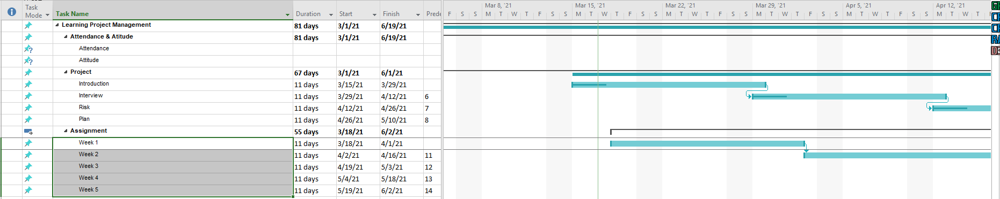 Mar 8, '21 Mar 15, '21 Mar 22, '21 Mar 29, '21 Apr 5, '21 Apr 12, '21
Task Mode Task Name Duration Start Finish Prede F S S M T W T F S S M T W T F S S M T W T F S S M T W T F S S M T W T F S S M T W T
Learning Project Management 81 days 3/1/21 6/19/21
Attendance & Atitude 81 days 3/1/21 6/19/21
Attendance
Attitude
Project 67 days 3/1/21 6/1/21
Introduction 11 days 3/15/21 3/29/21
Interview 11 days 3/29/21 4/12/21 6
Risk 11 days 4/12/21 4/26/21 7
Plan 11 days 4/26/21 5/10/21 8
Assignment 55 days 3/18/21 6/2/21
Week 1 11 days 3/18/21 4/1/21
Week 2 11 days 4/2/21 4/16/21 11
Week 3 11 days 4/19/21 5/3/21 12
Week 4 11 days 5/4/21 5/18/21 13
Week 5 11 days 5/19/21 6/2/21 14